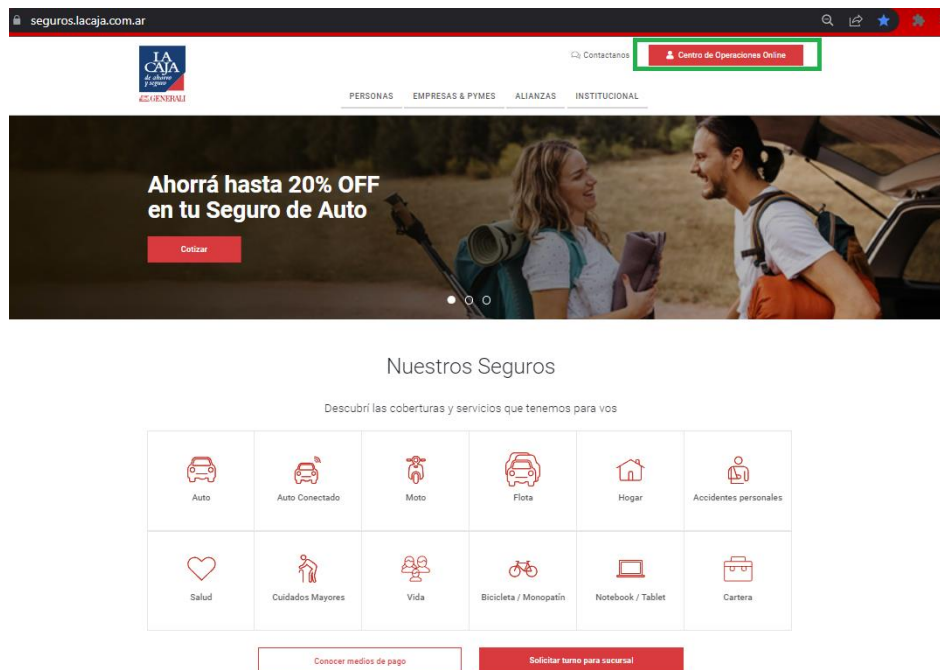 seguros.lacaja.com.ar
LA
CAJA
de ahorro
y seguro
GENERALI
Contactanos
Centro de Operaciones Online
PERSONAS EMPRESAS & PYMES ALIANZAS INSTITUCIONAL
Ahorrá hasta 20% OFF
en tu Seguro de Auto
Cotizar
Nuestros Seguros
Descubrí las coberturas y servicios que tenemos para vos
Auto Auto Conectado Moto Flota Hogar Accidentes personales
Salud Cuidados Mayores Vida Bicicleta / Monopatín Notebook / Tablet Cartera
Conocer medios de pago Solicitar turno para sucursal